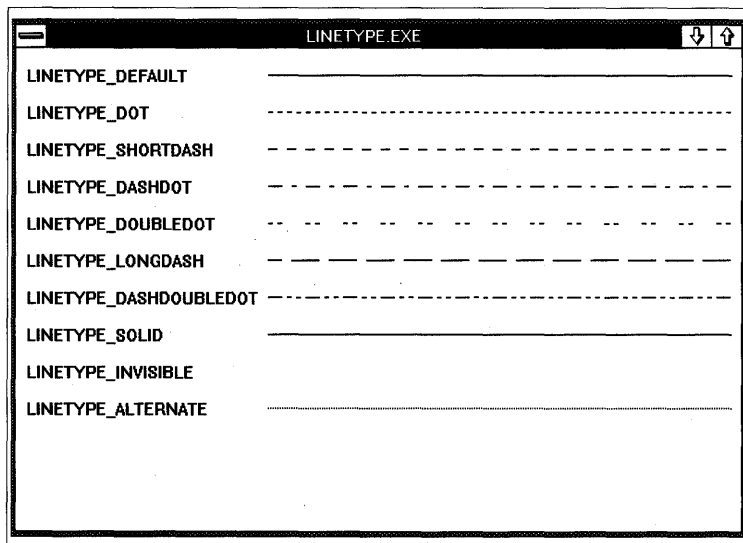 LINETYPE.EXE
LINETYPE_DEFAULT
LINETYPE_DOT
LINETYPE_SHORTDASH
LINETYPE_DASHDOT
LINETYPE_DOUBLEDOT
LINETYPE_LONGDASH
LINETYPE_DASHDOUBLEDOT
LINETYPE_SOLID
LINETYPE_INVISIBLE
LINETYPE_ALTERNATE